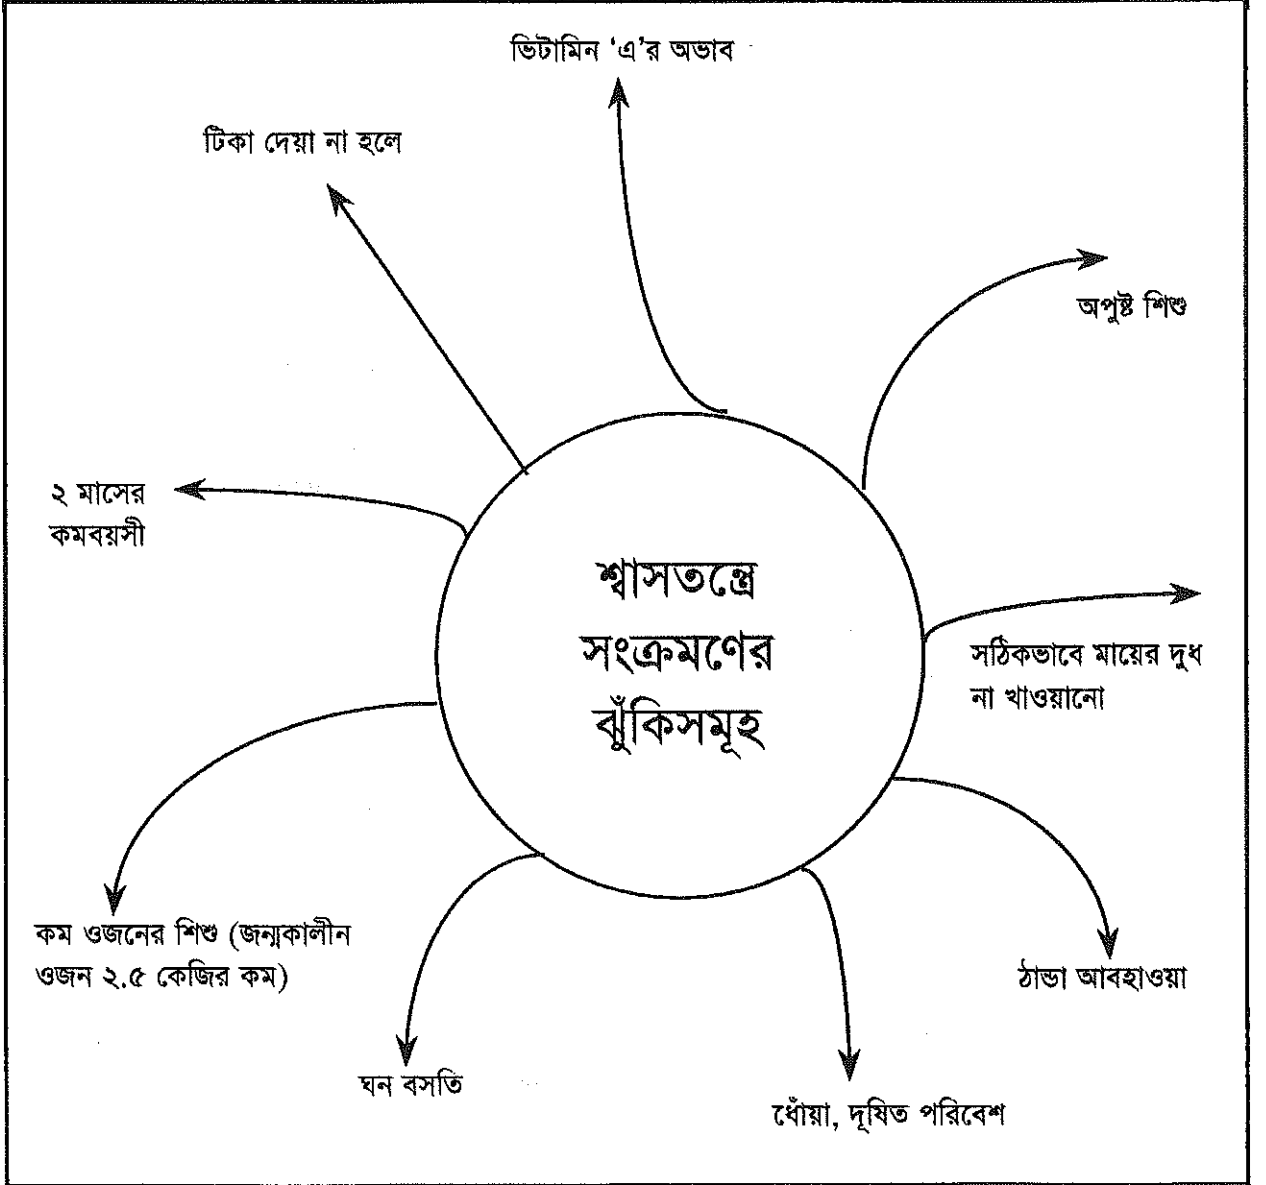 ভিটামিন ‘এ’র অভাব
টিকা দেয়া না হলে
অপুষ্ট শিশু
২ মাসের
কমবয়সী
শ্বাসতন্ত্রে
সংক্রমণের
ঝুঁকিসমূহ
সঠিকভাবে মায়ের দুধ
না খাওয়ানো
কম ওজনের শিশু (জন্মকালীন
ওজন ২.৫ কেজির কম)
ঠান্ডা আবহাওয়া
ঘন বসতি
ধোঁয়া, দূষিত পরিবেশ